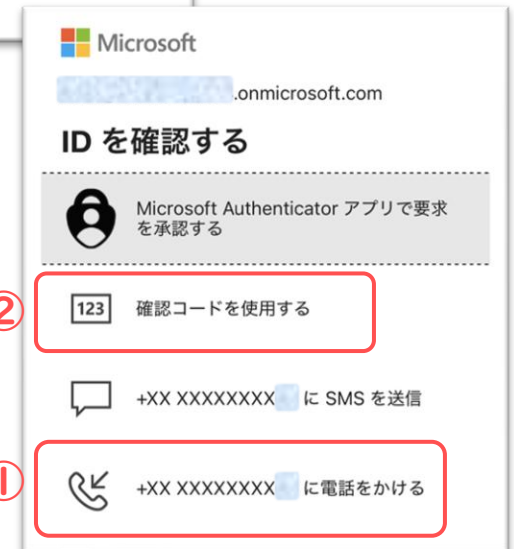 Microsoft
.onmicrosoft.com
ID を確認する
Microsoft Authenticator アプリで要求
を承認する
②
123
確認コードを使用する
+XX XXXXXXXX に SMS を送信
①
+XX XXXXXXXX に電話をかける